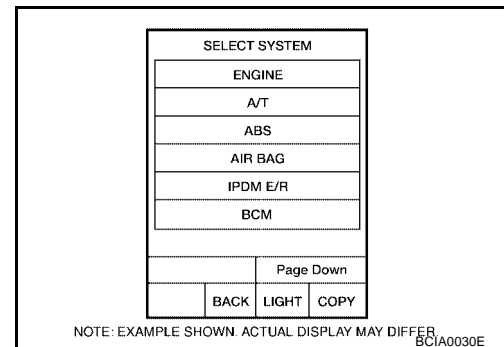 SELECT SYSTEM
ENGINE
A/T
ABS
AIR BAG
IPDM E/R
BCM
Page Down
BACK LIGHT COPY
NOTE: EXAMPLE SHOWN. ACTUAL DISPLAY MAY DIFFER.
BCIA0030E